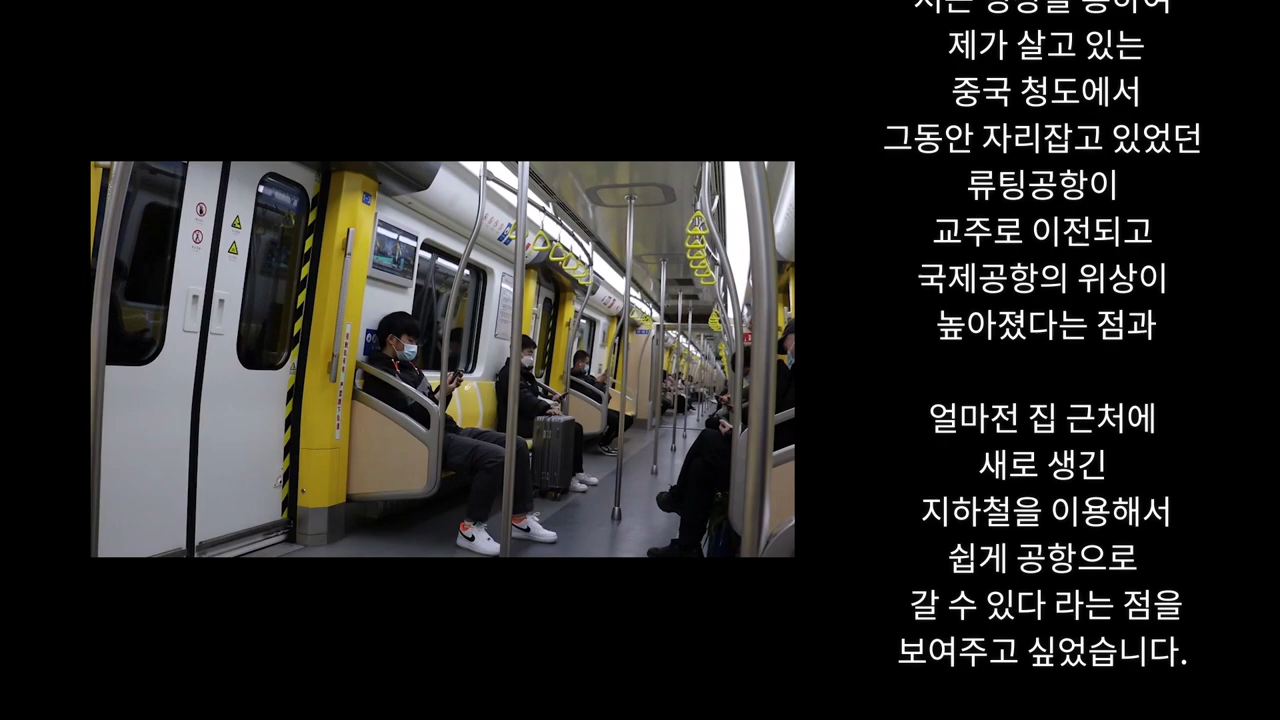 제가 살고 있는
중국 청도에서
그동안 자리잡고 있었던
류팅공항이
교주로 이전되고
국제공항의 위상이
높아졌다는 점과
얼마전 집 근처에
새로 생긴
지하철을 이용해서
쉽게 공항으로
갈 수 있다 라는 점을
보여주고 싶었습니다.